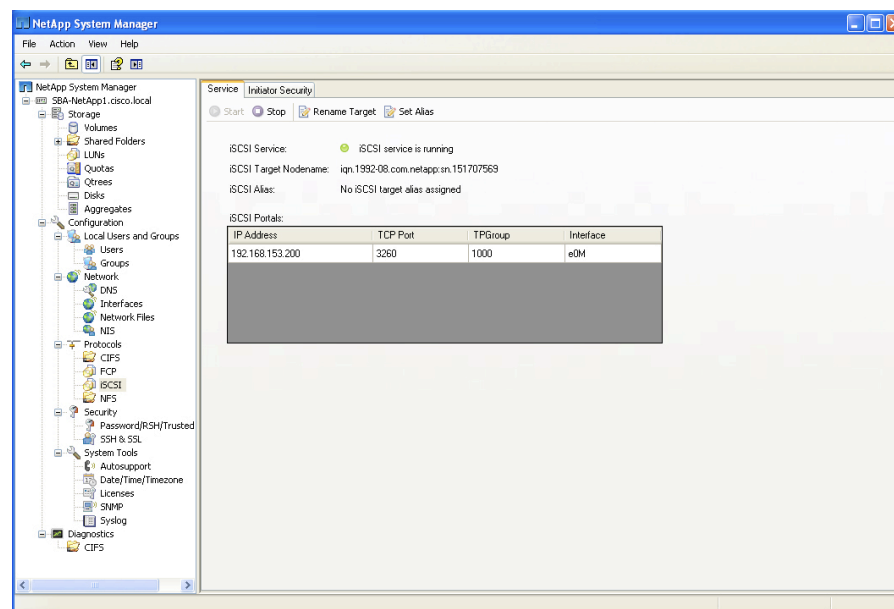 NetApp System Manager
File Action View Help
NetApp System Manager
SBA-NetApp1.cisco.local
Storage
Volumes
Shared Folders
LUNs
Quotas
Qtrees
Disks
Aggregates
Configuration
Local Users and Groups
Users
Groups
Network
DNS
Interfaces
Network Files
NIS
Protocols
CIFS
FCP
iSCSI
NFS
Security
Password/RSH/Trusted
SSH & SSL
System Tools
Autosupport
Date/Time/Timezone
Licenses
SNMP
Syslog
Diagnostics
CIFS
Service Initiator Security
Start Stop Rename Target Set Alias
iSCSI Service: iSCSI service is running
iSCSI Target Nodename: iqn.1992-08.com.netapp:sn.151707569
iSCSI Alias: No iSCSI target alias assigned
iSCSI Portals:
IP Address TCP Port TPGroup Interface
192.168.153.200 3260 1000 e0M